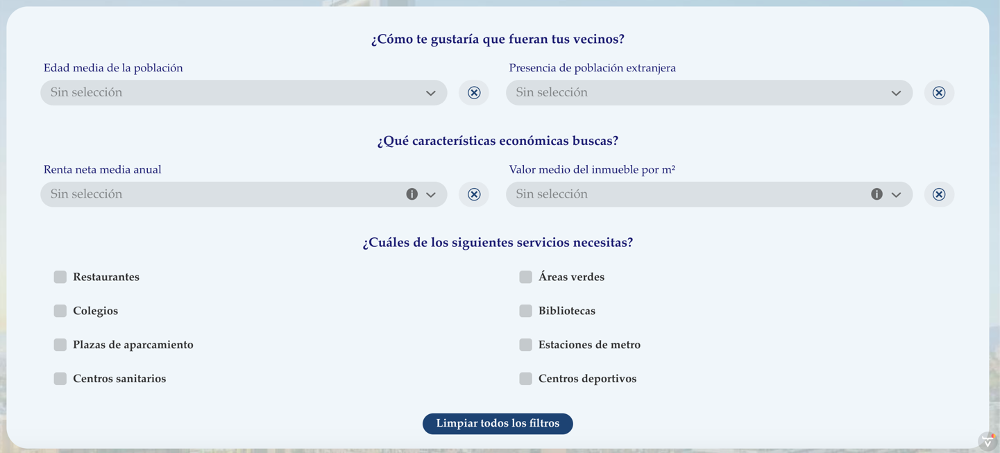 ¿Cómo te gustaría que fueran tus vecinos?
Edad media de la población
Presencia de población extranjera
Sin selección
Sin selección
¿Qué características económicas buscas?
Renta neta media anual
Valor medio del inmueble por m²
Sin selección
Sin selección
¿Cuáles de los siguientes servicios necesitas?
Restaurantes
Áreas verdes
Colegios
Bibliotecas
Plazas de aparcamiento
Estaciones de metro
Centros sanitarios
Centros deportivos
Limpiar todos los filtros